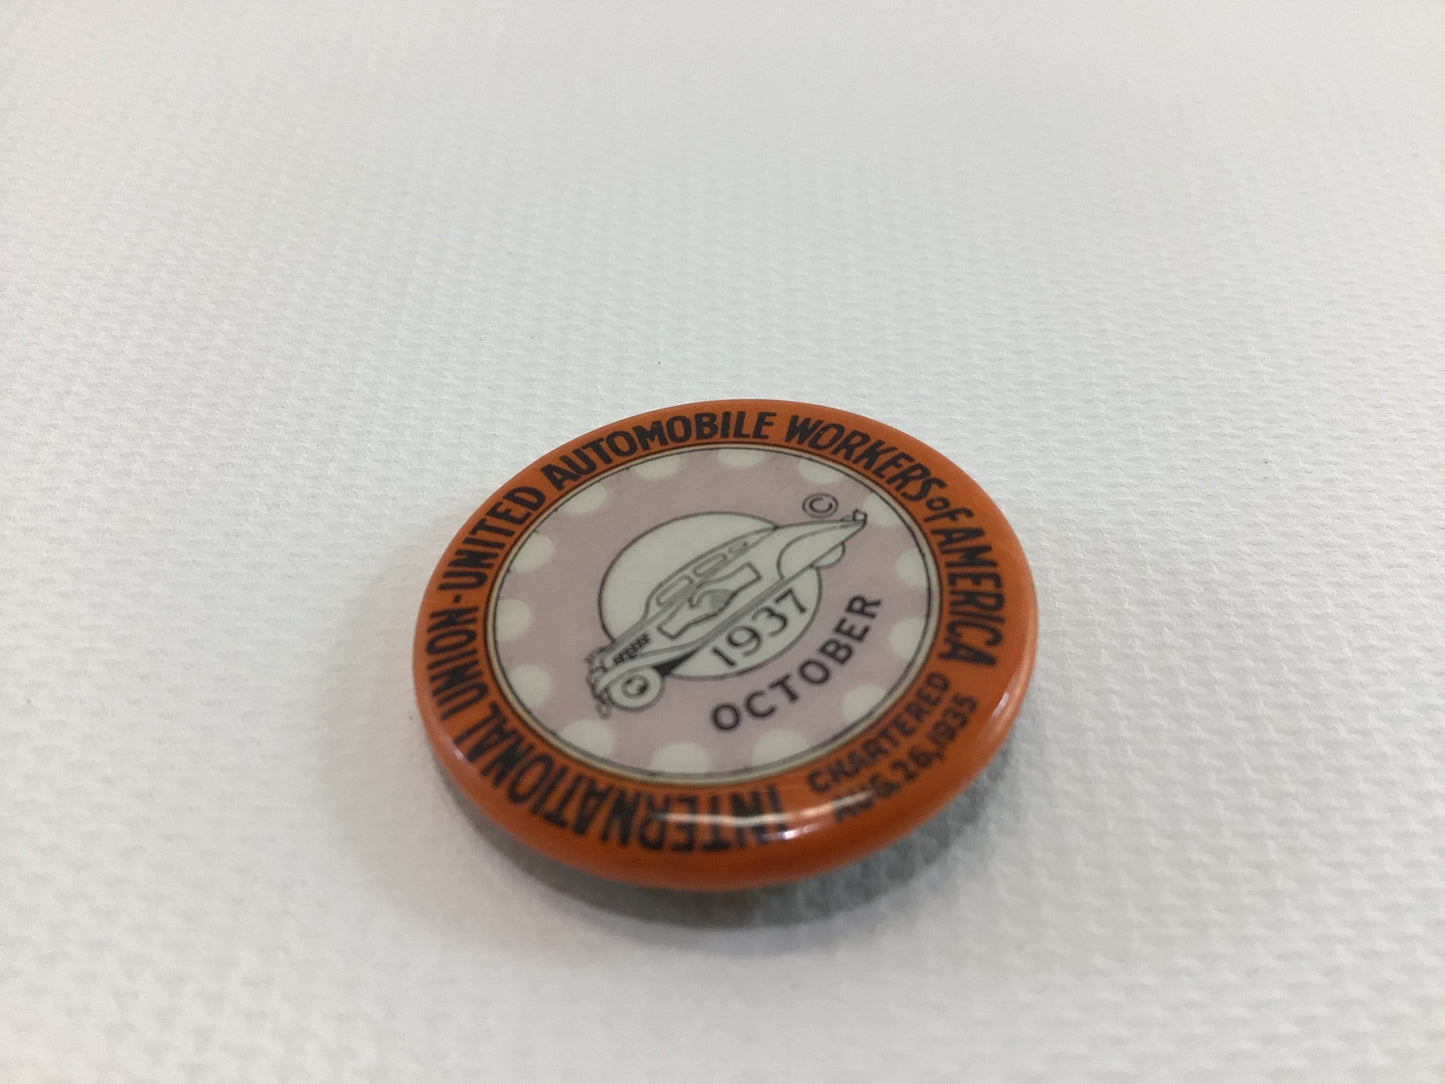 INTERNATIONAL UNION-UNITED AUTOMOBILE WORKERS of AMERICA
CHARTERED
AUG. 26, 1935
©
1937
OCTOBER